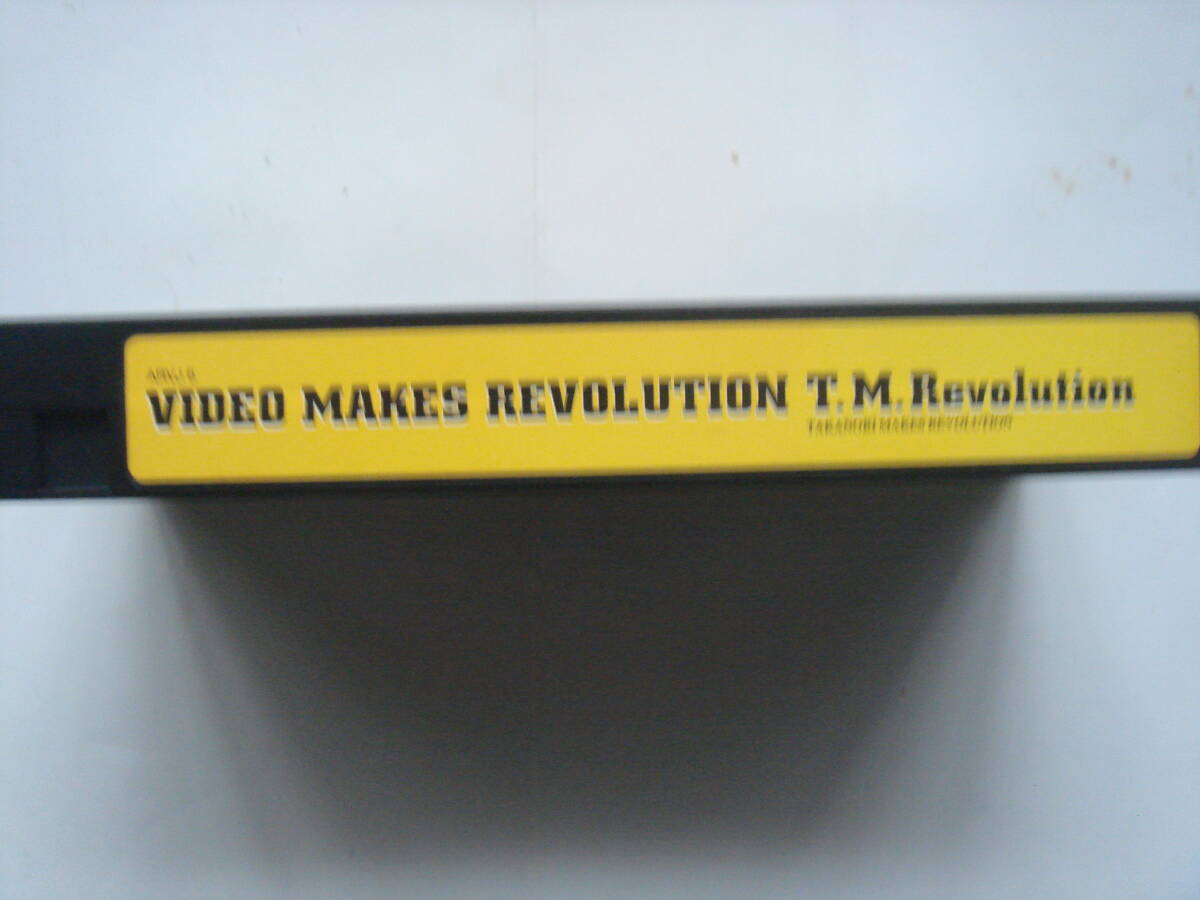 VIDEO MAKES REVOLUTION T.M.Revolution
TAKANORI MAKES REVOLUTION